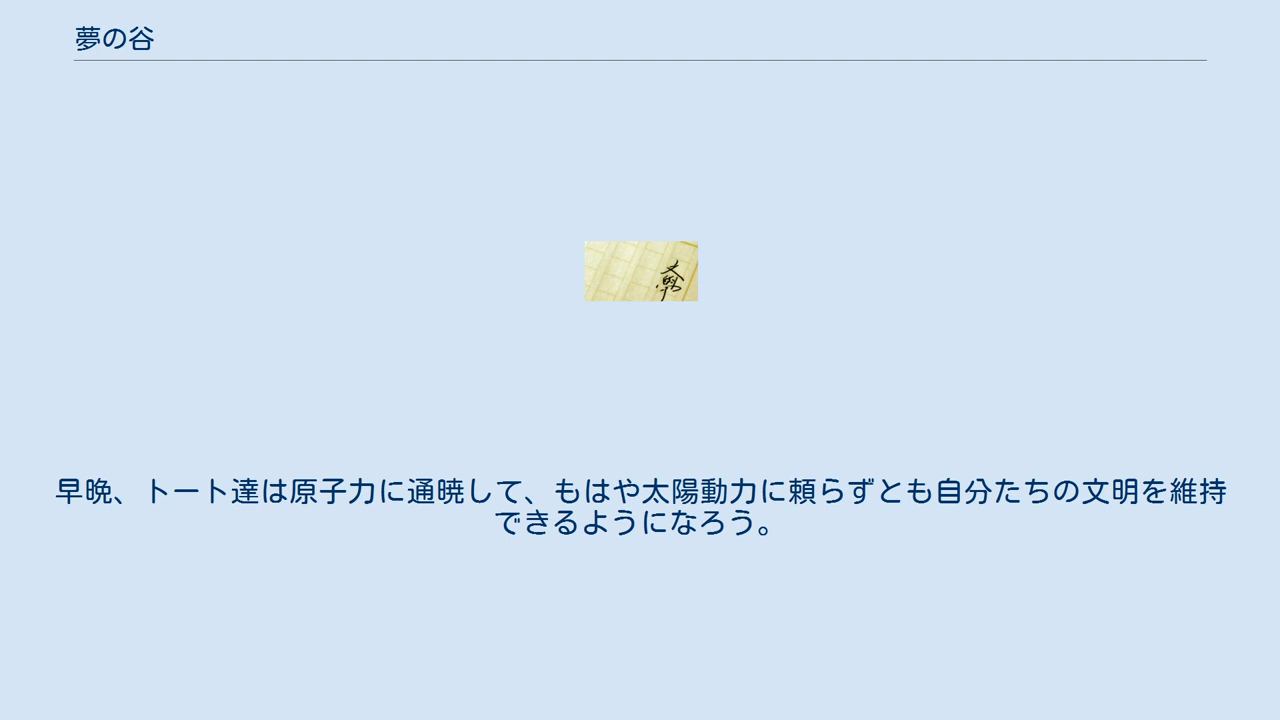 夢の谷
早晩、トート達は原子力に通暁して、もはや太陽動力に頼らずとも自分たちの文明を維持
できるようになろう。